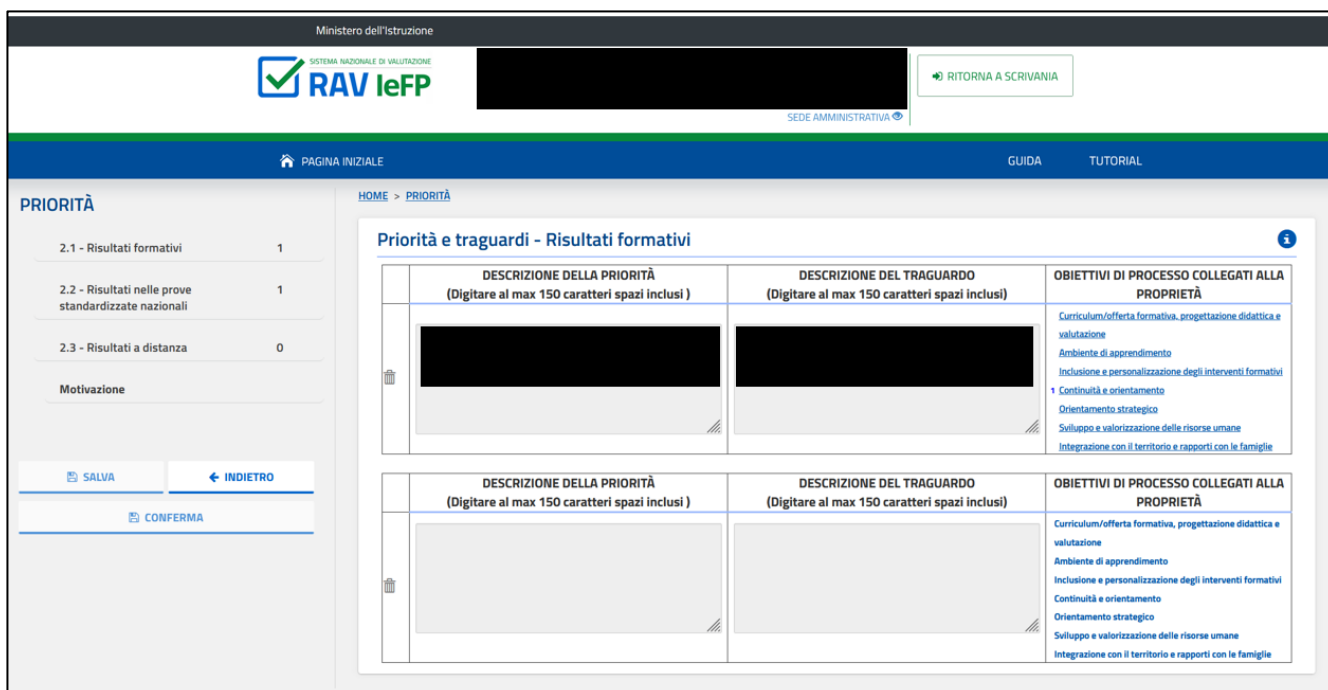 Ministero dell'Istruzione
SISTEMA NAZIONALE DI VALUTAZIONE
RAV IeFP
RITORNA A SCRIVANIA
SEDE AMMINISTRATIVA
PAGINA INIZIALE
GUIDA
TUTORIAL
PRIORITÀ
2.1 - Risultati formativi 1
2.2 - Risultati nelle prove 1
standardizzate nazionali
2.3 - Risultati a distanza 0
Motivazione
SALVA
INDIETRO
CONFERMA
HOME > PRIORITÀ
Priorità e traguardi - Risultati formativi
DESCRIZIONE DELLA PRIORITÀ
(Digitare al max 150 caratteri spazi inclusi )
DESCRIZIONE DEL TRAGUARDO
(Digitare al max 150 caratteri spazi inclusi)
OBIETTIVI DI PROCESSO COLLEGATI ALLA
PROPRIETÀ
Curriculum/offerta formativa, progettazione didattica e
valutazione
Ambiente di apprendimento
Inclusione e personalizzazione degli interventi formativi
1 Continuità e orientamento
Orientamento strategico
Sviluppo e valorizzazione delle risorse umane
Integrazione con il territorio e rapporti con le famiglie
DESCRIZIONE DELLA PRIORITÀ
(Digitare al max 150 caratteri spazi inclusi )
DESCRIZIONE DEL TRAGUARDO
(Digitare al max 150 caratteri spazi inclusi)
OBIETTIVI DI PROCESSO COLLEGATI ALLA
PROPRIETÀ
Curriculum/offerta formativa, progettazione didattica e
valutazione
Ambiente di apprendimento
Inclusione e personalizzazione degli interventi formativi
Continuità e orientamento
Orientamento strategico
Sviluppo e valorizzazione delle risorse umane
Integrazione con il territorio e rapporti con le famiglie